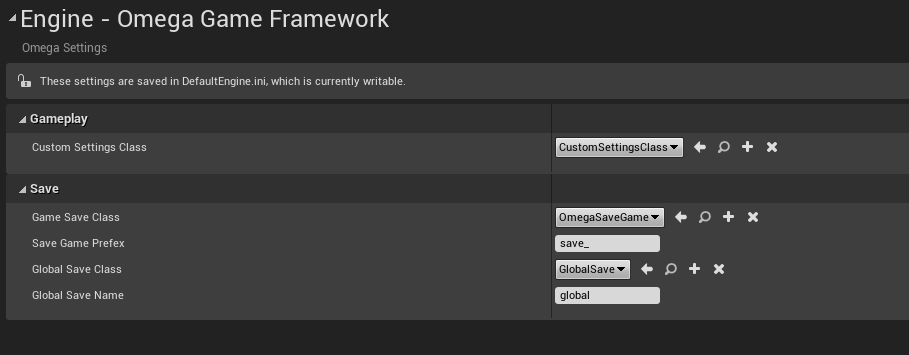 Engine - Omega Game Framework
Omega Settings
These settings are saved in DefaultEngine.ini, which is currently writable.
Gameplay
Custom Settings Class CustomSettingsClass
Save
Game Save Class OmegaSaveGame
Save Game Prefex save_
Global Save Class GlobalSave
Global Save Name global